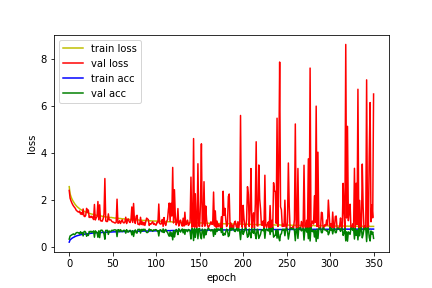 train loss
val loss
train acc
val acc
loss
8
6
4
2
0
0 50 100 150 200 250 300 350
epoch